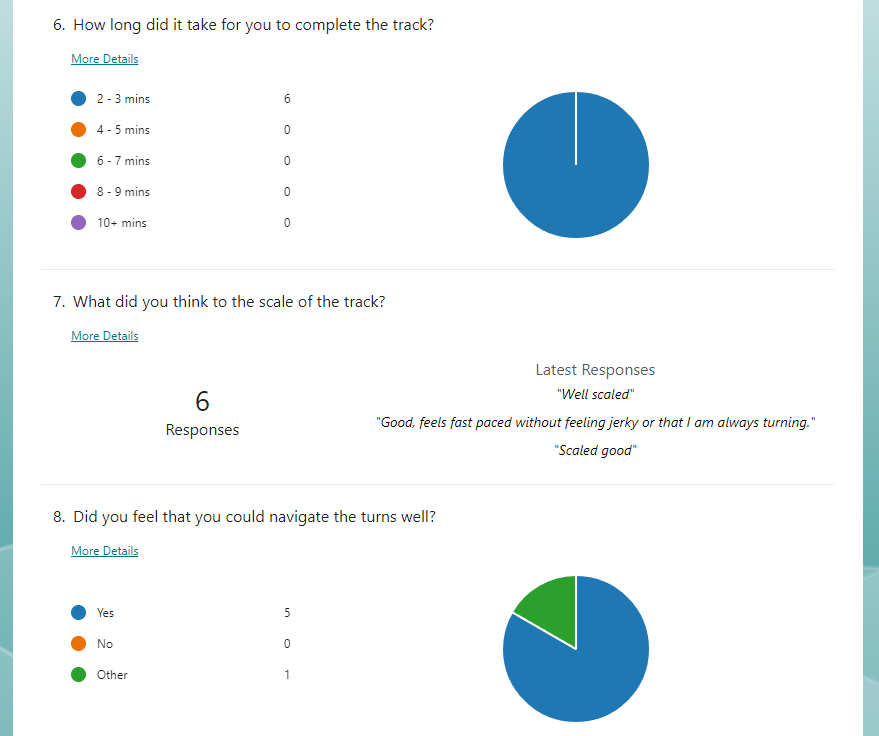 6. How long did it take for you to complete the track?
More Details
2 - 3 mins 6
4 - 5 mins 0
6 - 7 mins 0
8 - 9 mins 0
10+ mins 0
7. What did you think to the scale of the track?
More Details
6
Responses
Latest Responses
"Well scaled"
"Good, feels fast paced without feeling jerky or that I am always turning."
"Scaled good"
8. Did you feel that you could navigate the turns well?
More Details
Yes 5
No 0
Other 1